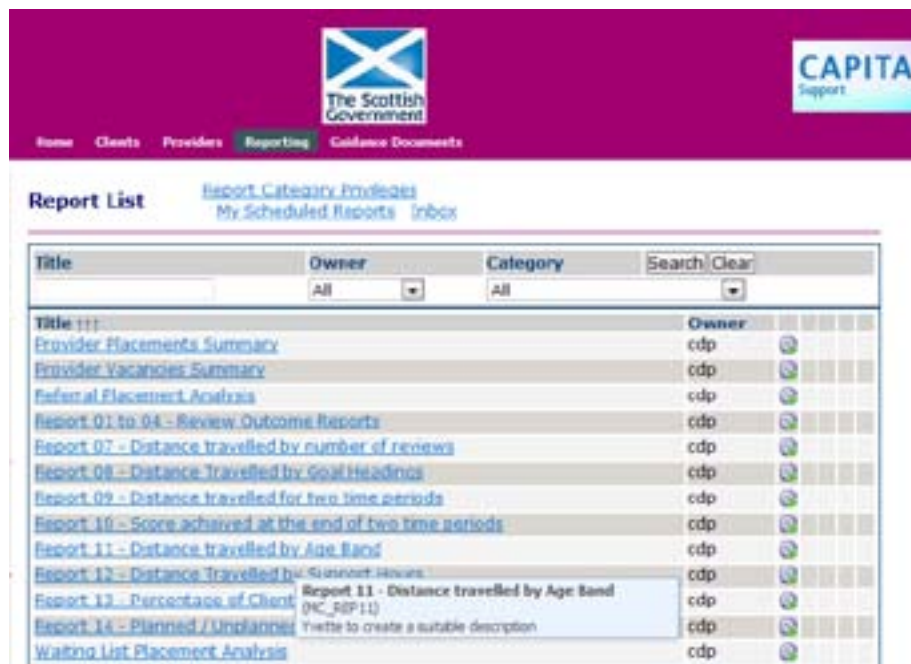 The Scottish
Government
CAPITA
Support
Home Clients Providers Reporting Guidance Documents
Report List
Report Category Privileges
My Scheduled Reports Inbox
Title Owner Category Search Clear
All All
Title ↑↑↑ Owner
Provider Placements Summary cdp
Provider Vacancies Summary cdp
Referral Placement Analysis cdp
Report 01 to 04 - Review Outcome Reports cdp
Report 07 - Distance travelled by number of reviews cdp
Report 08 - Distance Travelled by Goal Headings cdp
Report 09 - Distance travelled for two time periods cdp
Report 10 - Score achaived at the end of two time periods cdp
Report 11 - Distance travelled by Age Band cdp
Report 12 - Distance Travelled by Support Hours cdp
Report 13 - Percentage of Client cdp
Report 14 - Planned / Unplanned cdp
Report 11 - Distance travelled by Age Band
(MC_REP11)
Yvette to create a suitable description
Waiting List Placement Analysis cdp